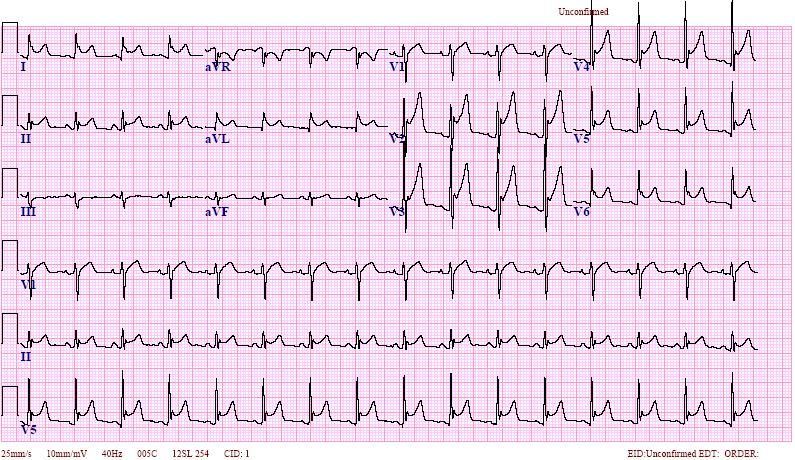 Unconfirmed
I aVR V1 V4
II aVL V2 V5
III aVF V3 V6
V1
II
V5
25mm/s 10mm/mV 40Hz 005C 12SL 254 CID: 1 EID:Unconfirmed EDT: ORDER: